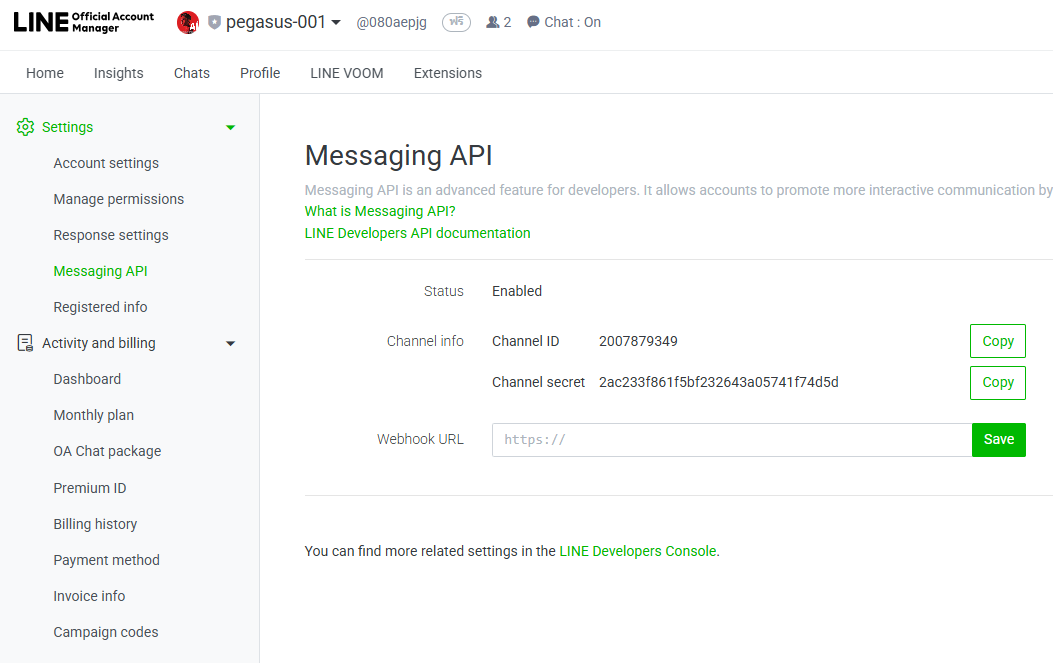 LINE Official Account Manager
pegasus-001 @080aepjg ฟรี 2 Chat : On
Home Insights Chats Profile LINE VOOM Extensions
Settings
Account settings
Manage permissions
Response settings
Messaging API
Registered info
Activity and billing
Dashboard
Monthly plan
OA Chat package
Premium ID
Billing history
Payment method
Invoice info
Campaign codes
Messaging API
Messaging API is an advanced feature for developers. It allows accounts to promote more interactive communication by
What is Messaging API?
LINE Developers API documentation
Status Enabled
Channel info Channel ID 2007879349 Copy
Channel secret 2ac233f861f5bf232643a05741f74d5d Copy
Webhook URL https:// Save
You can find more related settings in the LINE Developers Console.